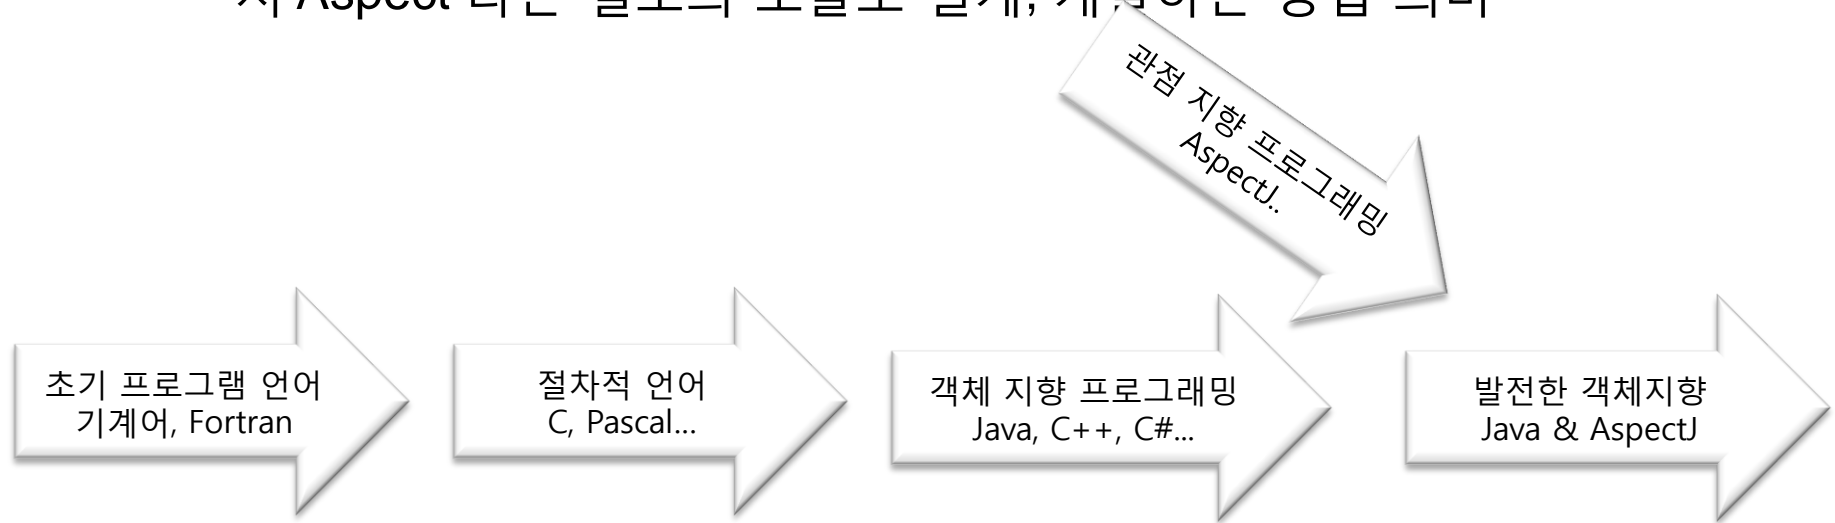 Aspect
관점 지향 프로그래밍
AspectJ..
초기 프로그램 언어
기계어, Fortran
절차적 언어
C, Pascal...
객체 지향 프로그래밍
Java, C++, C#...
발전한 객체지향
Java & AspectJ